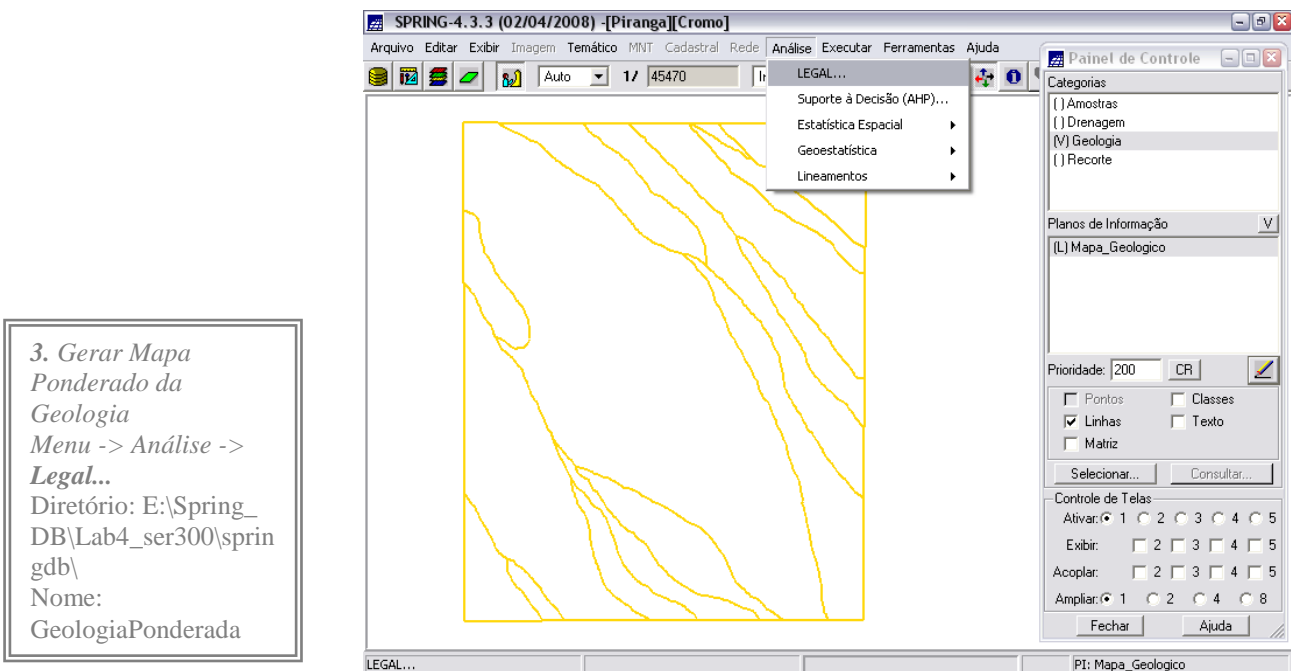 3. Gerar Mapa
Ponderado da
Geologia
Menu -> Análise ->
Legal...
Diretório: E:\Spring_
DB\Lab4_ser300\sprin
gdb\
Nome:
GeologiaPonderada
SPRING-4.3.3 (02/04/2008) -[Piranga][Cromo]
Arquivo Editar Exibir Imagem Temático MNT Cadastral Rede Análise Executar Ferramentas Ajuda
Auto 1/ 45470
LEGAL...
Suporte à Decisão (AHP)...
Estatística Espacial
Geoestatística
Lineamentos
Painel de Controle
Categorias
( ) Amostras
( ) Drenagem
(V) Geologia
( ) Recorte
Planos de Informação V
(L) Mapa_Geologico
Prioridade: 200 CR
Pontos Classes
Linhas Texto
Matriz
Selecionar... Consultar...
Controle de Telas
Ativar: 1 2 3 4 5
Exibir: 2 3 4 5
Acoplar: 2 3 4 5
Ampliar: 1 2 4 8
Fechar Ajuda
LEGAL... PI: Mapa_Geologico